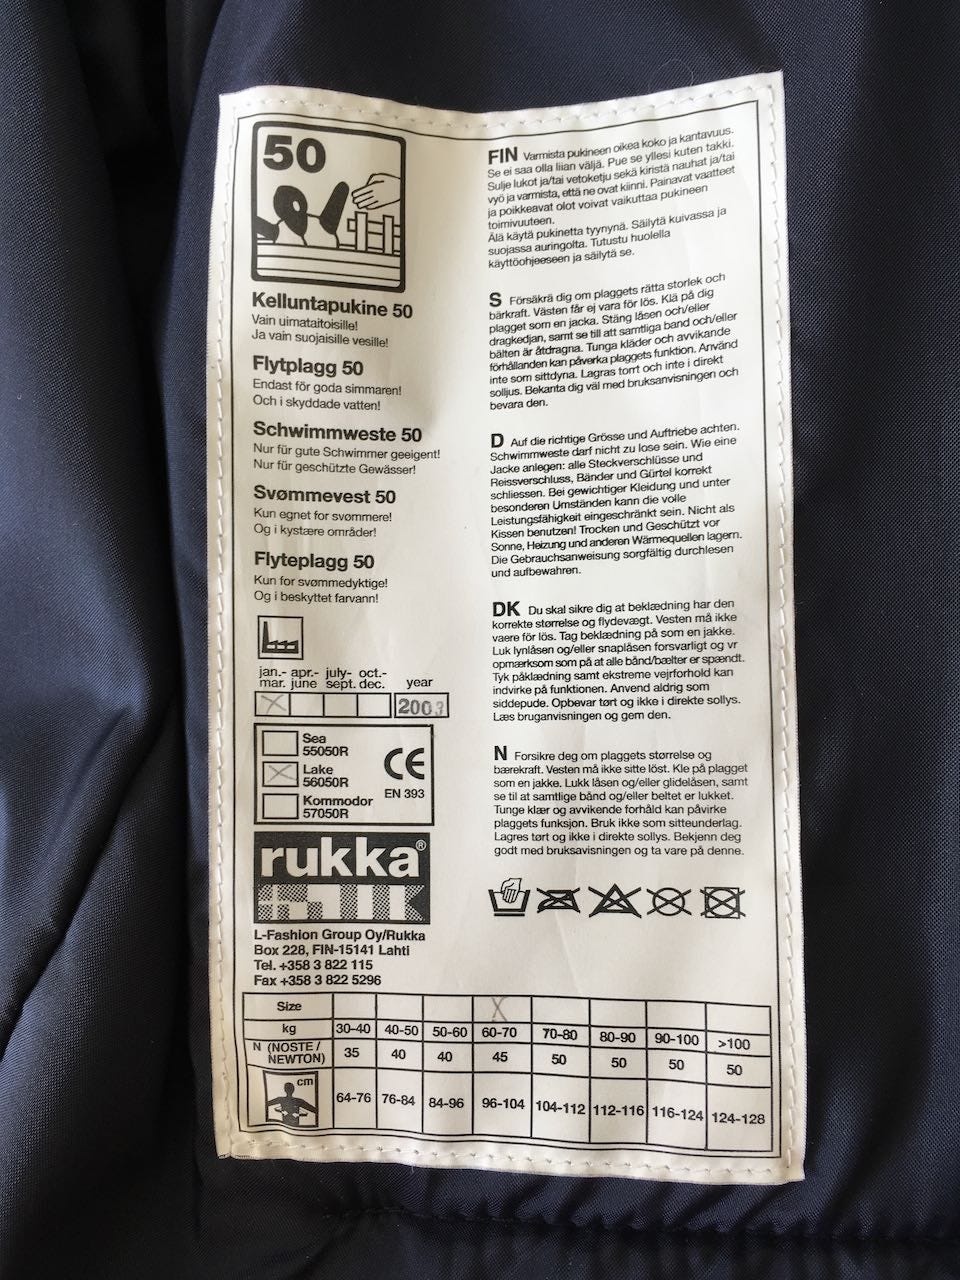 50
Kelluntapukine 50
Vain uimataitoisille!
Ja vain suojaisille vesille!
Flytplagg 50
Endast för goda simmaren!
Och i skyddade vatten!
Schwimmweste 50
Nur für gute Schwimmer geeigent!
Nur für geschützte Gewässer!
Svømmevest 50
Kun egnet for svømmere!
Og i kystære områder!
Flyteplagg 50
Kun for svømmedyktige!
Og i beskyttet farvann!
jan.- apr.- july- oct.-
mar. june sept. dec. year
2003
Sea
55050R
Lake
56050R
Kommodor
57050R
CE
EN 393
rukka®
L-Fashion Group Oy/Rukka
Box 228, FIN-15141 Lahti
Tel. +358 3 822 115
Fax +358 3 822 5296
FIN Varmista pukineen oikea koko ja kantavuus.
Se ei saa olla liian väljä. Pue se yllesi kuten takki.
Sulje lukot ja/tai vetoketju sekä kiristä nauhat ja/tai
vyö ja varmista, että ne ovat kiinni. Painavat vaatteet
ja poikkeavat olot voivat vaikuttaa pukineen
toimivuuteen.
Älä käytä pukinetta tyynynä. Säilytä kuivassa ja
suojassa auringolta. Tutustu huolella
käyttöohjeeseen ja säilytä se.
S Försäkrä dig om plaggets rätta storlek och
bärkraft. Västen får ej vara för lös. Klä på dig
plagget som en jacka. Stäng låsen och/eller
dragkedjan, samt se till att samtliga band och/eller
bälten är åtdragna. Tunga kläder och avvikande
förhållanden kan påverka plaggets funktion. Använd
inte som sittdyna. Lagras torrt och inte i direkt
solljus. Bekanta dig väl med bruksanvisningen och
bevara den.
D Auf die richtige Grösse und Auftriebe achten.
Schwimmweste darf nicht zu lose sein. Wie eine
Jacke anlegen: alle Steckverschlüsse und
Reissverschluss, Bänder und Gürtel korrekt
schliessen. Bei gewichtiger Kleidung und unter
besonderen Umständen kann die volle
Leistungsfähigkeit eingeschränkt sein. Nicht als
Kissen benutzen! Trocken und Geschützt vor
Sonne, Heizung und anderen Wärmequellen lagern.
Die Gebrauchsanweisung sorgfältig durchlesen
und aufbewahren.
DK Du skal sikre dig at beklædning har den
korrekte størrelse og flydevægt. Vesten må ikke
vaere för lös. Tag beklædning på som en jakke.
Luk lynlåsen og/eller snaplåsen forsvarligt og vr
opmærksom som på at alle bånd/bælter er spændt.
Tyk påklædning samt ekstreme vejrforhold kan
indvirke på funktionen. Anvend aldrig som
siddepude. Opbevar tørt og ikke i direkte sollys.
Læs bruganvisningen og gem den.
N Forsikre deg om plaggets størrelse og
bærekraft. Vesten må ikke sitte löst. Kle på plagget
som en jakke. Lukk låsen og/eller glidelåsen, samt
se til at samtlige bånd og/eller beltet er lukket.
Tunge klær og avvikende forhåld kan påvirke
plaggets funksjon. Bruk ikke som sitteunderlag.
Lagres tørt og ikke i direkte sollys. Bekjenn deg
godt med bruksavisningen og ta vare på denne.
Size X
kg 30-40 40-50 50-60 60-70 70-80 80-90 90-100 >100
N (NOSTE / NEWTON) 35 40 40 45 50 50 50 50
cm 64-76 76-84 84-96 96-104 104-112 112-116 116-124 124-128